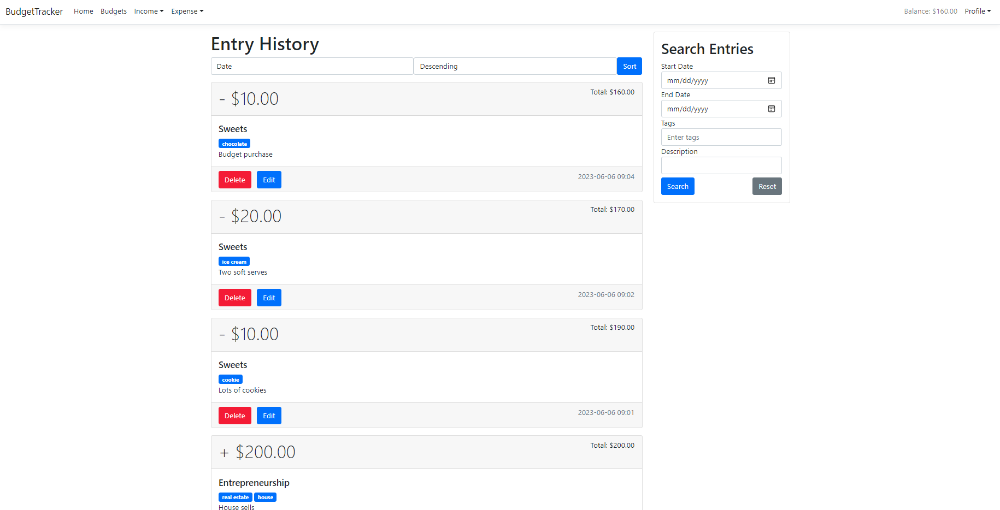 BudgetTracker Home Budgets Income Expense Balance: $160.00 Profile
Entry History
Date Descending Sort
- $10.00 Total: $160.00
Sweets
chocolate
Budget purchase
Delete Edit 2023-06-06 09:04
- $20.00 Total: $170.00
Sweets
ice cream
Two soft serves
Delete Edit 2023-06-06 09:02
- $10.00 Total: $190.00
Sweets
cookie
Lots of cookies
Delete Edit 2023-06-06 09:01
+ $200.00 Total: $200.00
Entrepreneurship
real estate house
House sells
Search Entries
Start Date
mm/dd/yyyy
End Date
mm/dd/yyyy
Tags
Enter tags
Description
Search Reset